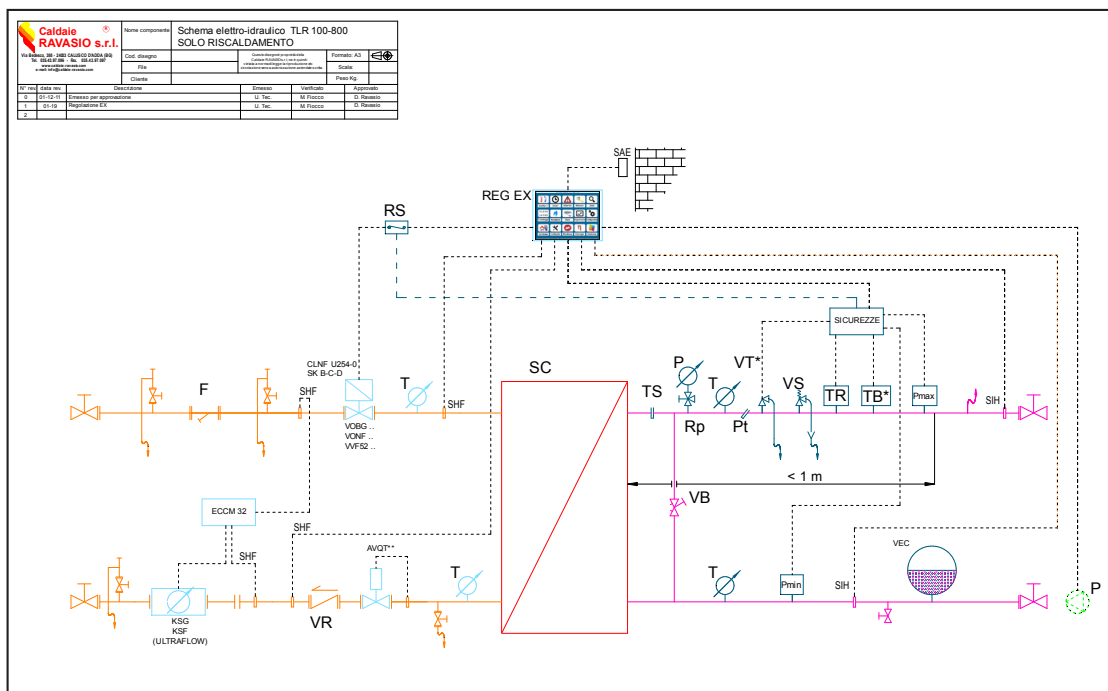 Caldaie ®
RAVASIO s.r.l.
Nome componente
Schema elettro-idraulico TLR 100-800
SOLO RISCALDAMENTO
Cod. disegno
Formato: A3
File
Scala:
Cliente
Peso Kg.
N° rev. data rev. Descrizione Emesso Verificato Approvato
0 01-12-11 Emesso per approvazione U. Tec. M. Fiocco D. Ravasio
1 01-19 Regolazione EX U. Tec. M. Fiocco D. Ravasio
2
SAE
REG EX
RS
SICUREZZE
CLNF U254-0
SK B-C-D
SC
P
VT*
F
SHF
T
SHF
TS
T
VS
TR
TB*
Pmax
SIH
VOBG ..
VONF ..
VVF52 ..
Rp
Pt
< 1 m
ECCM 32
SHF
VB
SHF
AVQT**
VEC
T
T
Pmin
SIH
P
VR
KSG
KSF
(ULTRAFLOW)